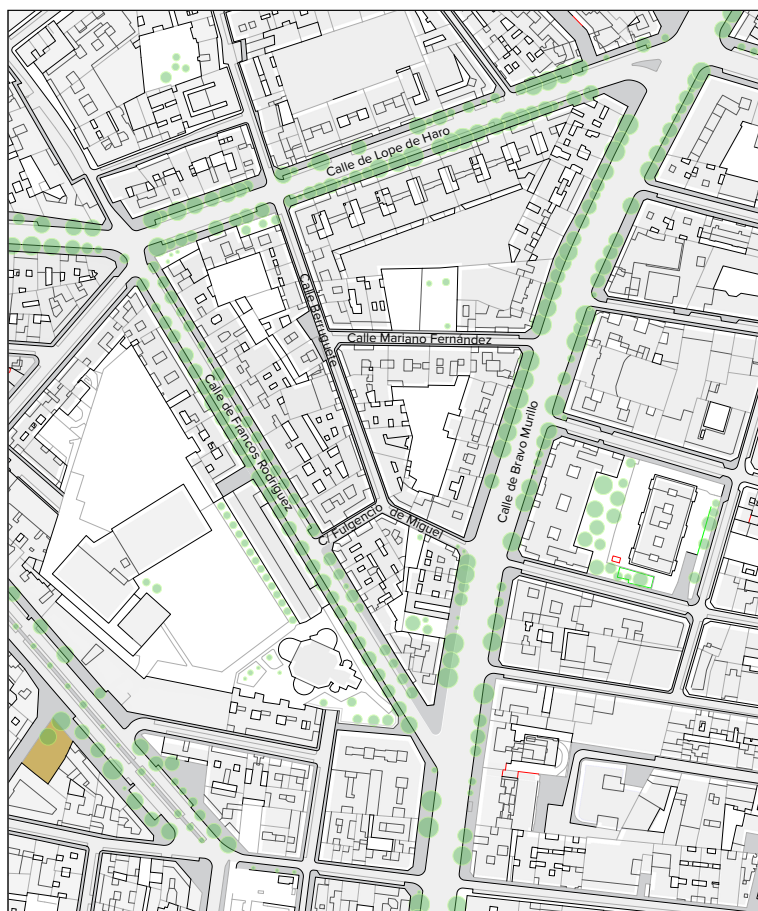 Calle de Lope de Haro
Calle Berruguete
Calle Mariano Fernández
Calle de Francos Rodríguez
Calle de Bravo Murillo
C/ Fulgencio de Miguel